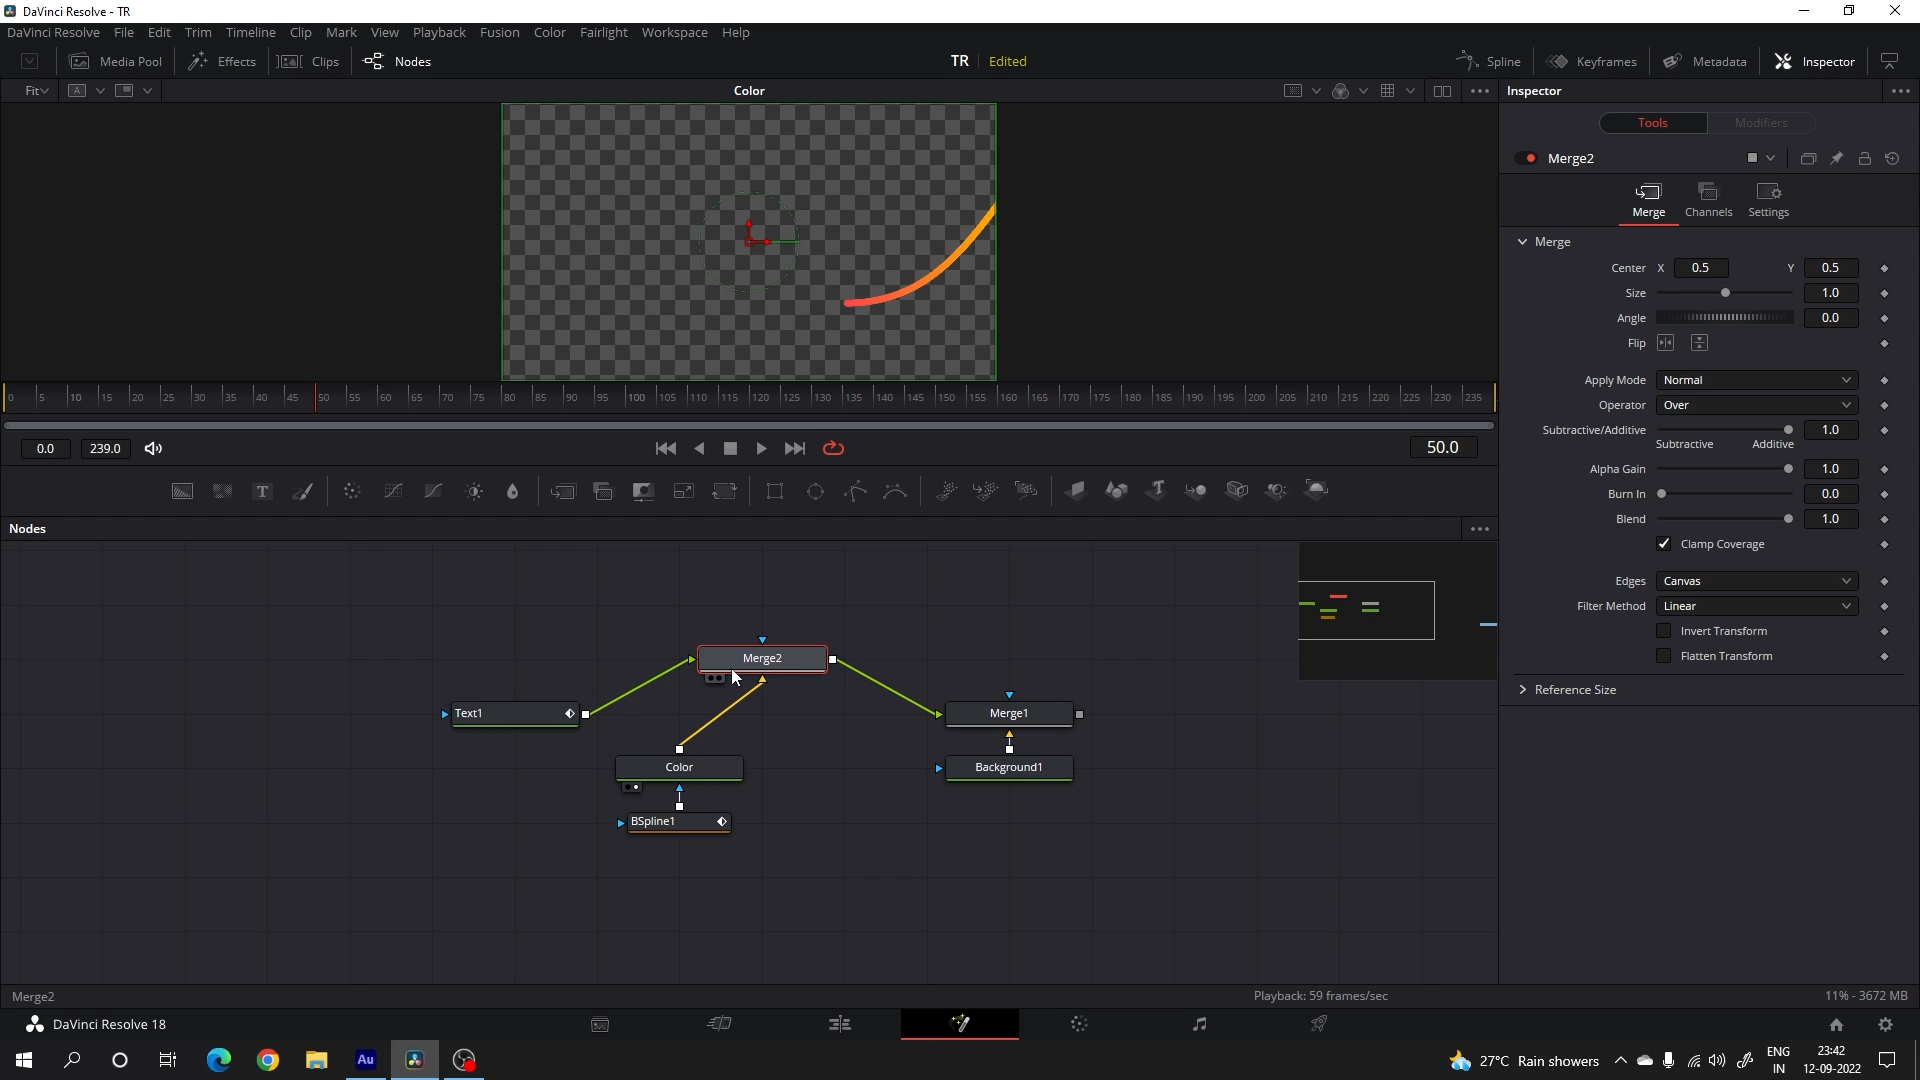 DaVinci Resolve - TR
DaVinci Resolve File Edit Trim Timeline Clip Mark View Playback Fusion Color Fairlight Workspace Help
Media Pool Effects Clips Nodes TR Edited Spline Keyframes Metadata Inspector
Fit A Color Inspector
Tools Modifiers
Merge2
Merge Channels Settings
Merge
Center X 0.5 Y 0.5
Size 1.0
Angle 0.0
Flip
Apply Mode Normal
Operator Over
Subtractive/Additive 1.0
Subtractive Additive
Alpha Gain 1.0
Burn In 0.0
Blend 1.0
Clamp Coverage
Edges Canvas
Filter Method Linear
Invert Transform
Flatten Transform
Reference Size
0 5 10 15 20 25 30 35 40 45 50 55 60 65 70 75 80 85 90 95 100 105 110 115 120 125 130 135 140 145 150 155 160 165 170 175 180 185 190 195 200 205 210 215 220 225 230 235
0.0 239.0 50.0
T
Nodes
Merge2
Text1
Merge1
Color
Background1
BSpline1
Merge2 Playback: 59 frames/sec 11% - 3672 MB
DaVinci Resolve 18
Au 27°C Rain showers ENG IN 23:42
12-09-2022